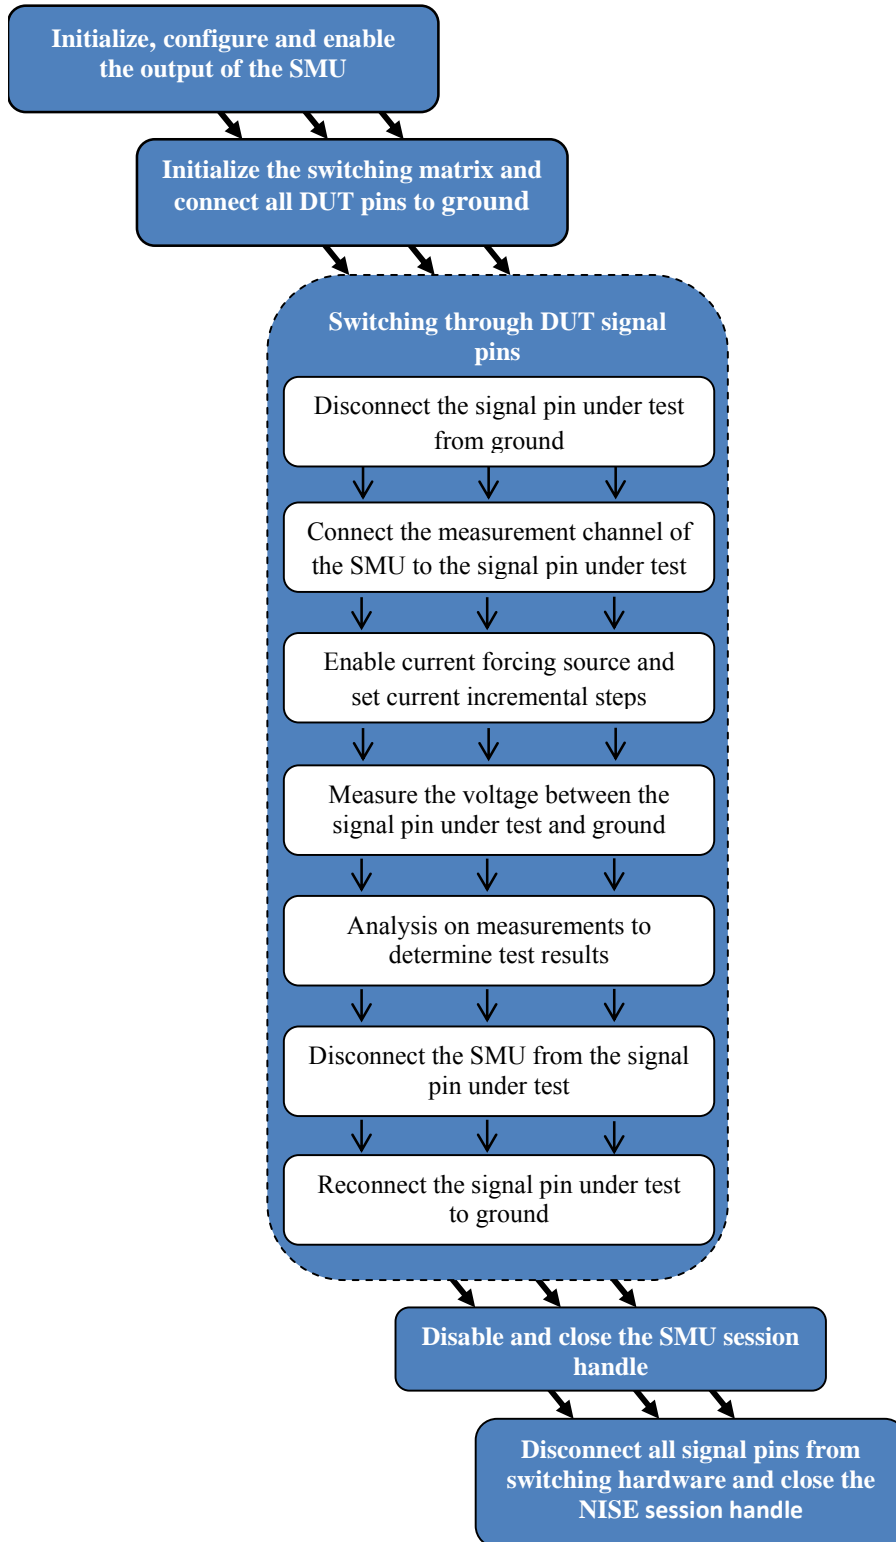 Initialize, configure and enable
the output of the SMU
Initialize the switching matrix and
connect all DUT pins to ground
Switching through DUT signal
pins
Disconnect the signal pin under test
from ground
Connect the measurement channel of
the SMU to the signal pin under test
Enable current forcing source and
set current incremental steps
Measure the voltage between the
signal pin under test and ground
Analysis on measurements to
determine test results
Disconnect the SMU from the signal
pin under test
Reconnect the signal pin under test
to ground
Disable and close the SMU session
handle
Disconnect all signal pins from
switching hardware and close the
NISE session handle